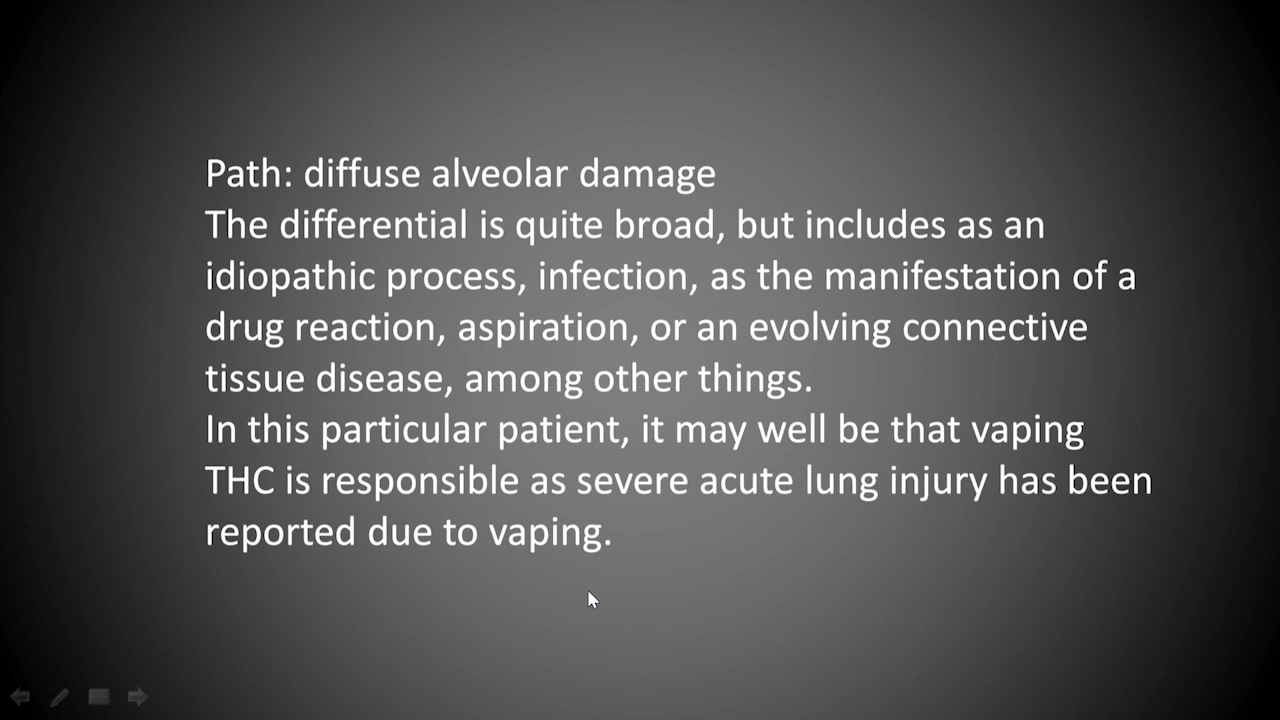 Path: diffuse alveolar damage
The differential is quite broad, but includes as an
idiopathic process, infection, as the manifestation of a
drug reaction, aspiration, or an evolving connective
tissue disease, among other things.
In this particular patient, it may well be that vaping
THC is responsible as severe acute lung injury has been
reported due to vaping.